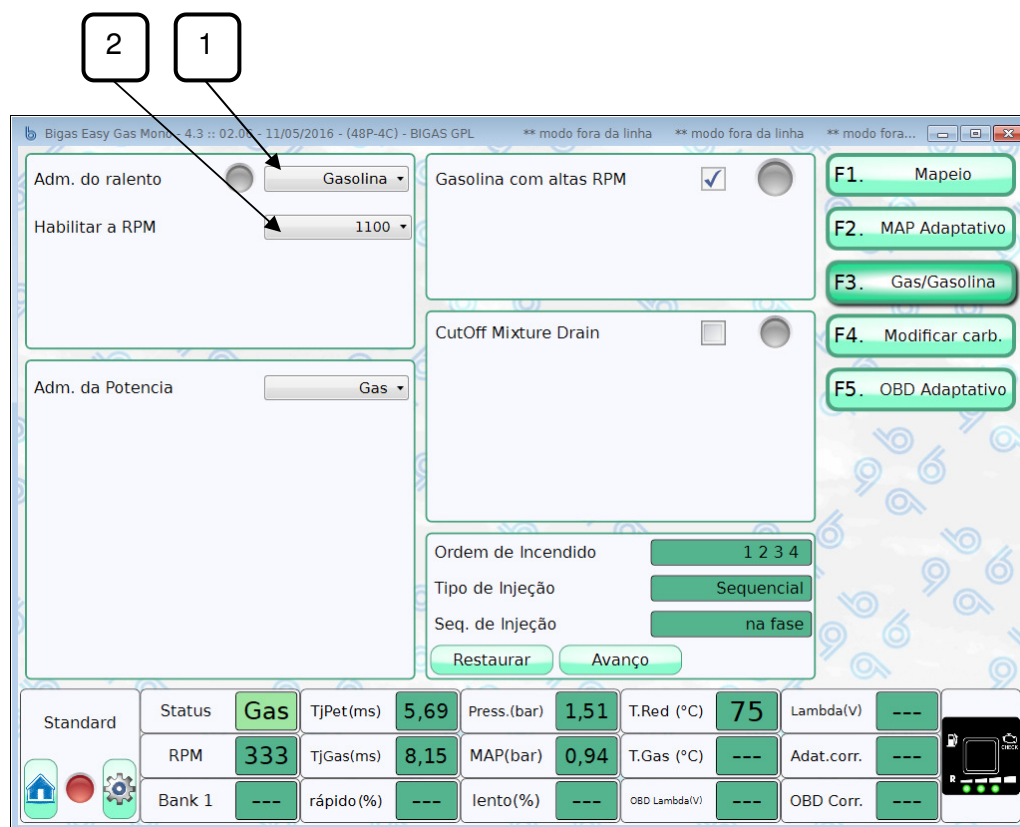 2 1
Bigas Easy Gas Mono - 4.3 :: 02.06 - 11/05/2016 - (48P-4C) - BIGAS GPL ** modo fora da linha ** modo fora da linha ** modo fora...
Adm. do ralento Gasolina
Habilitar a RPM 1100
Adm. da Potencia Gas
Gasolina com altas RPM
CutOff Mixture Drain
Ordem de Incendido 1 2 3 4
Tipo de Injeção Sequencial
Seq. de Injeção na fase
Restaurar Avanço
F1. Mapeio
F2. MAP Adaptativo
F3. Gas/Gasolina
F4. Modificar carb.
F5. OBD Adaptativo
Standard
Status Gas TjPet(ms) 5,69 Press.(bar) 1,51 T.Red (°C) 75 Lambda(V) ---
RPM 333 TjGas(ms) 8,15 MAP(bar) 0,94 T.Gas (°C) --- Adat.corr. ---
Bank 1 --- rápido(%) --- lento(%) --- OBD Lambda(V) --- OBD Corr. ---
CHECK
R